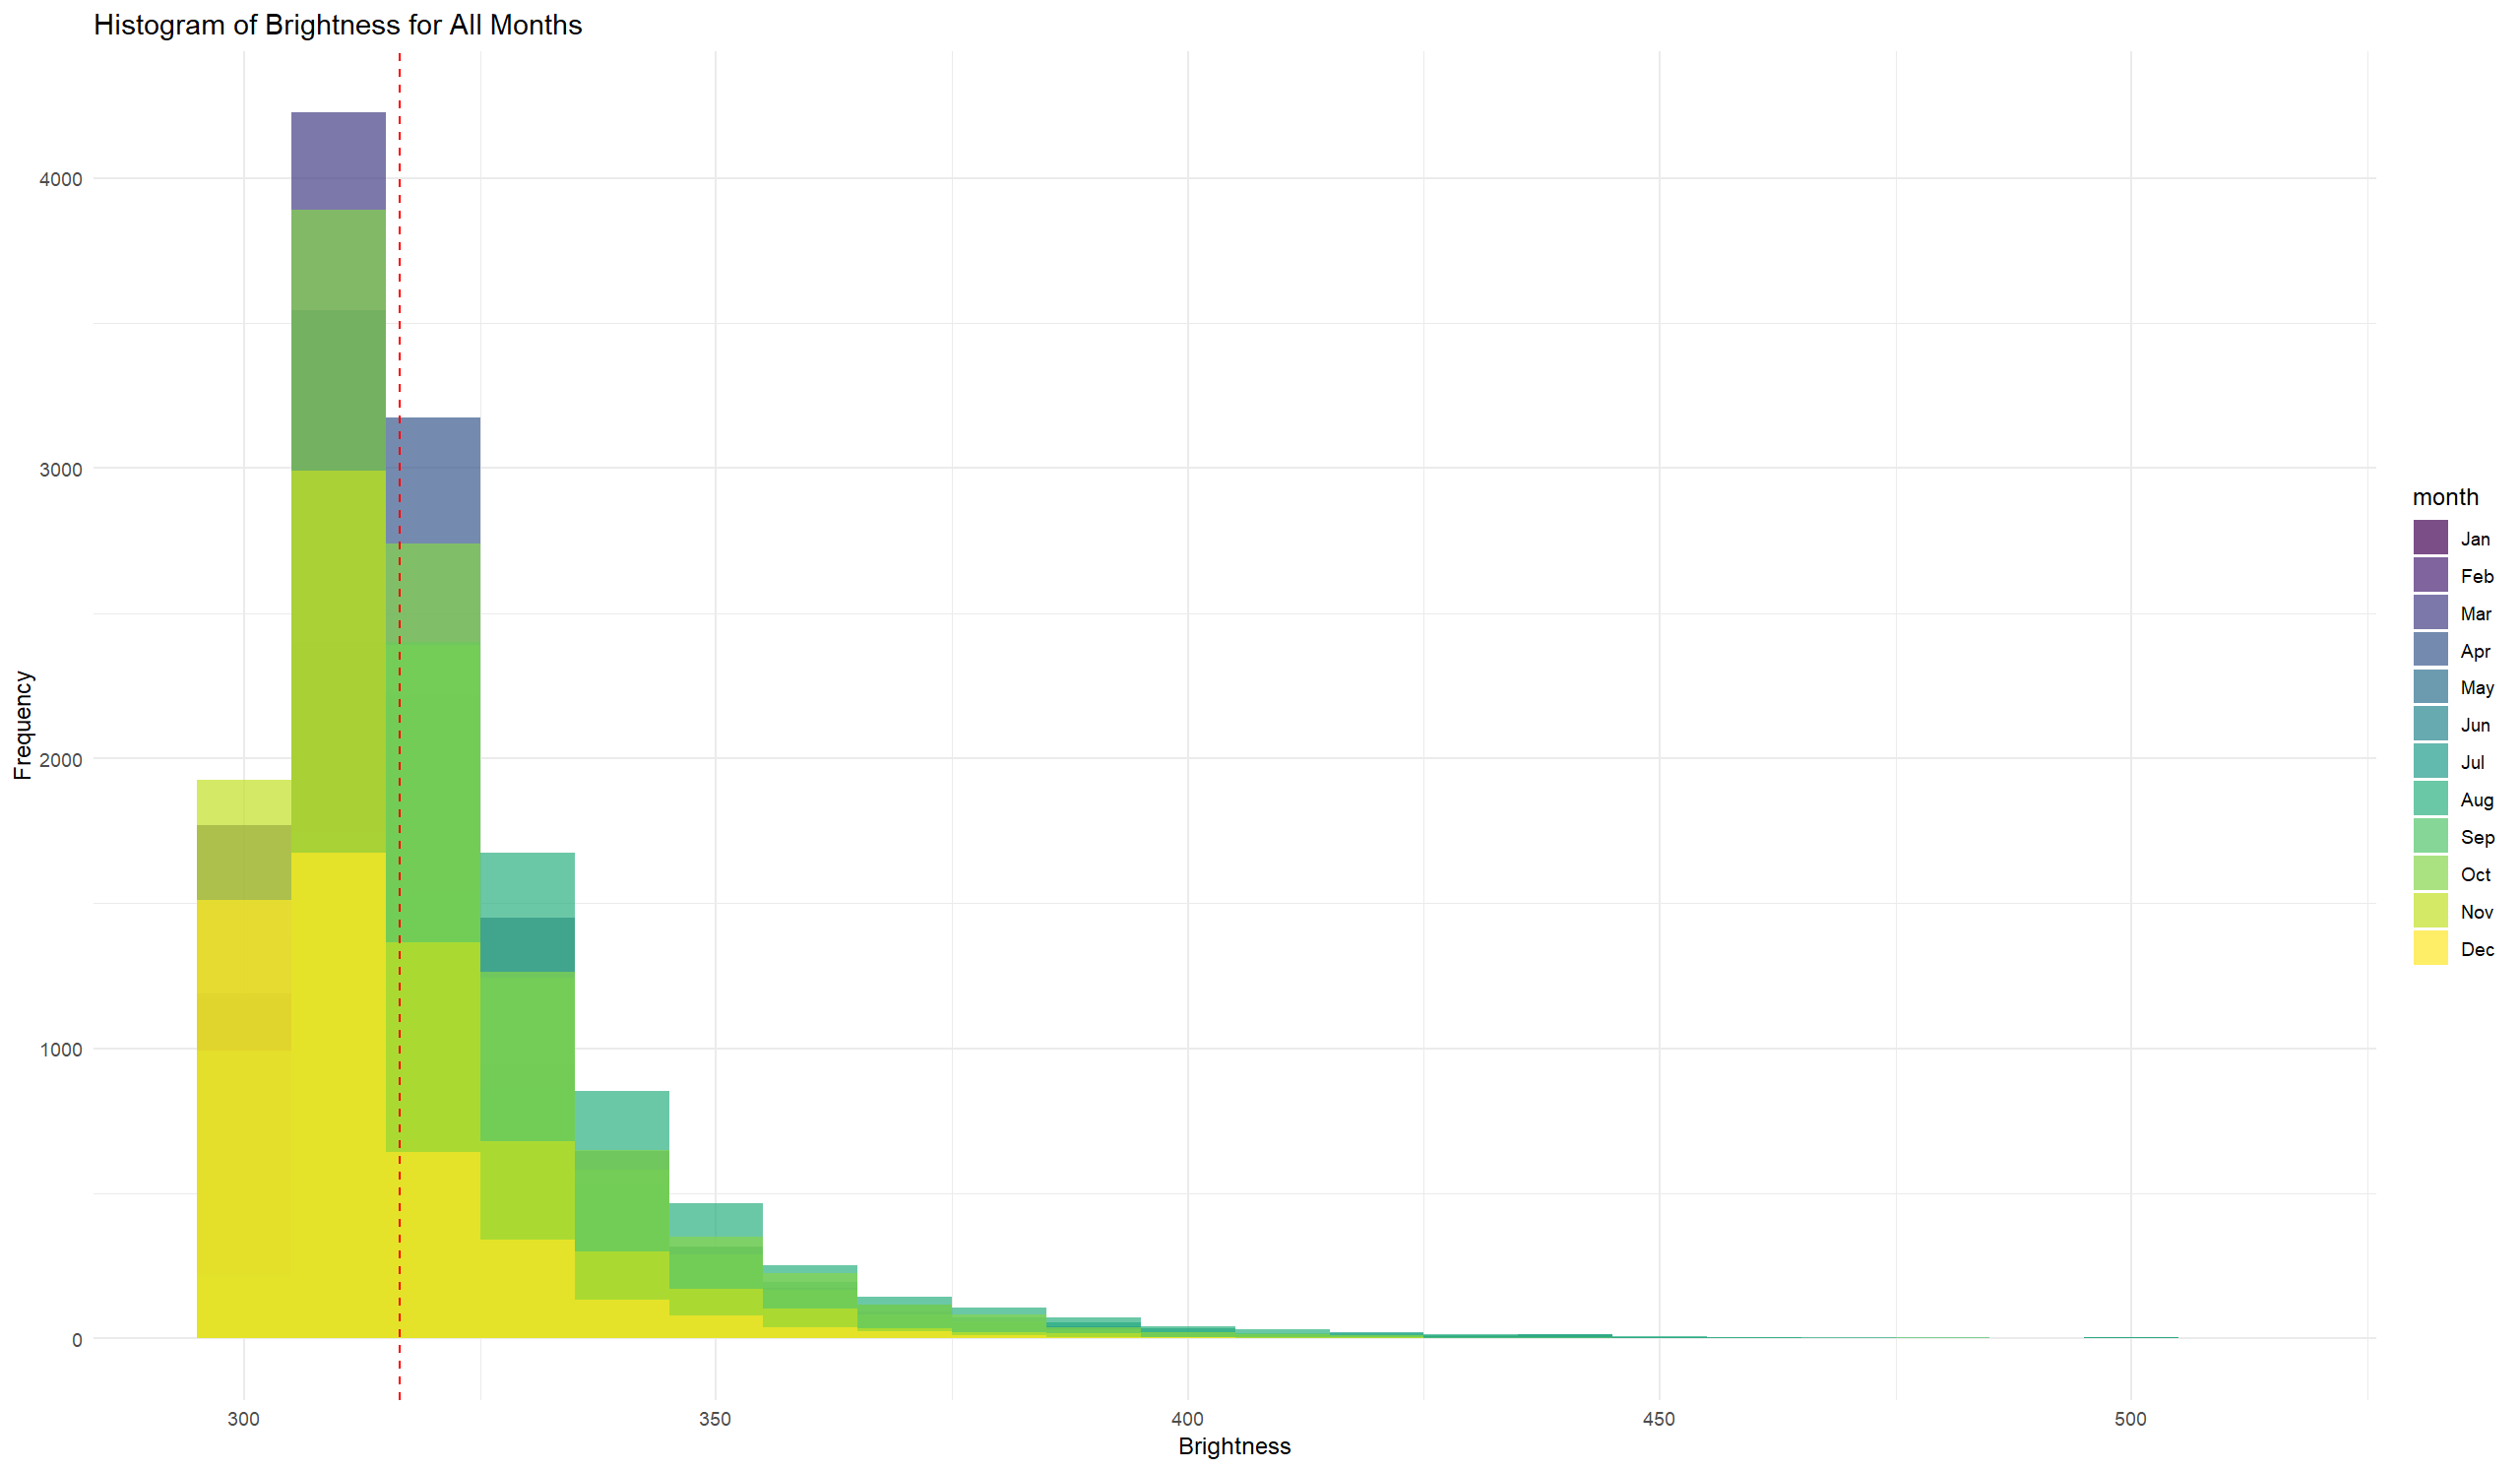 Histogram of Brightness for All Months
4000
3000
2000
1000
0
Frequency
300
350
400
450
500
Brightness
month
Jan
Feb
Mar
Apr
May
Jun
Jul
Aug
Sep
Oct
Nov
Dec